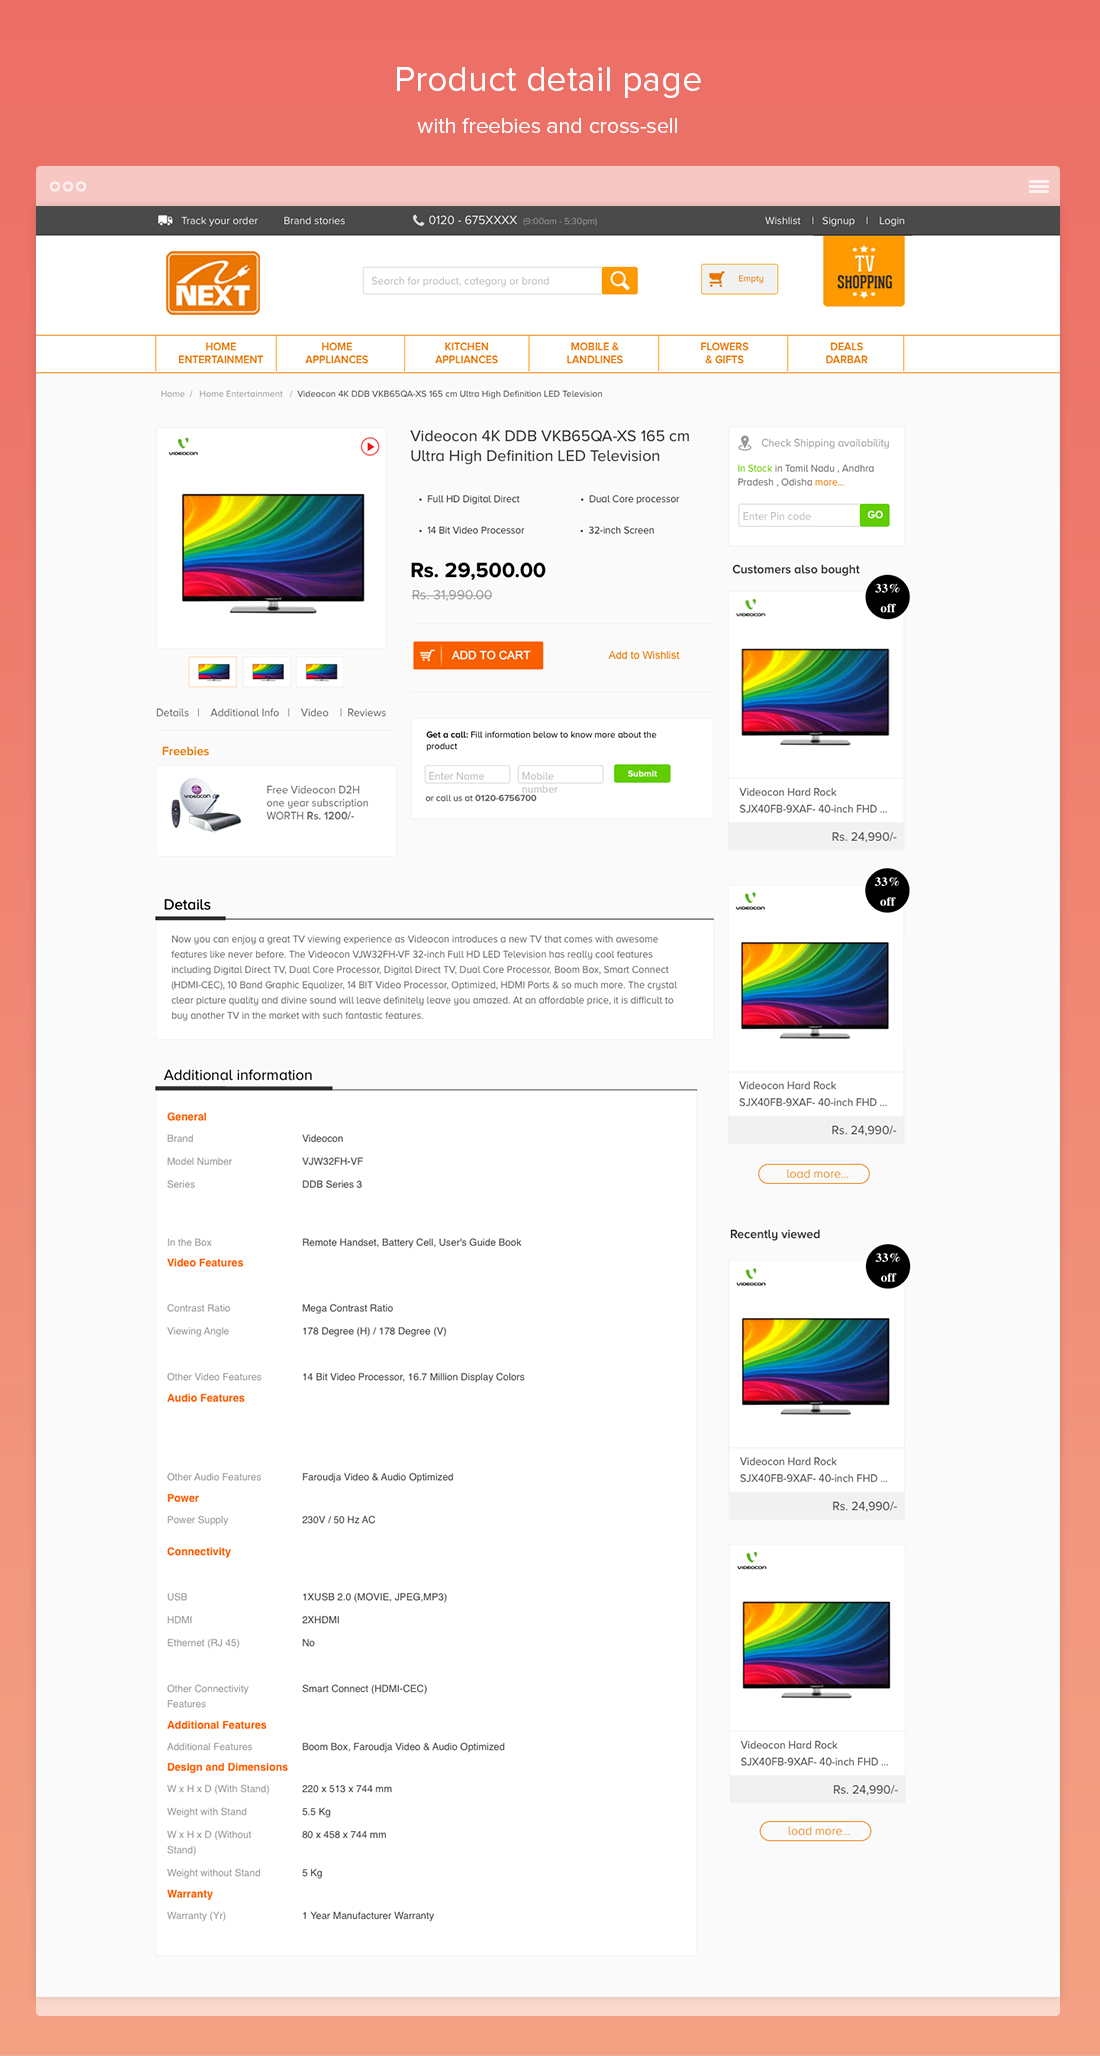 Product detail page
with freebies and cross-sell
Track your order
Brand stories
0120 - 675XXXX (9:00am - 5:30pm)
Wishlist | Signup | Login
NEXT
Search for product, category or brand
Empty
TV
SHOPPING
HOME
ENTERTAINMENT
HOME
APPLIANCES
KITCHEN
APPLIANCES
MOBILE &
LANDLINES
FLOWERS
& GIFTS
DEALS
DARBAR
Home / Home Entertainment / Videocon 4K DDB VKB65QA-XS 165 cm Ultra High Definition LED Television
VIDEOCON
Details | Additional Info | Video | Reviews
Freebies
VIDEOCON
Free Videocon D2H
one year subscription
WORTH Rs. 1200/-
Videocon 4K DDB VKB65QA-XS 165 cm
Ultra High Definition LED Television
• Full HD Digital Direct
• Dual Core processor
• 14 Bit Video Processor
• 32-inch Screen
Rs. 29,500.00
Rs. 31,990.00
ADD TO CART
Add to Wishlist
Get a call: Fill information below to know more about the
product
Enter Name
Mobile
number
Submit
or call us at 0120-6756700
Check Shipping availability
In Stock in Tamil Nadu , Andhra
Pradesh , Odisha more...
Enter Pin code
GO
Details
Now you can enjoy a great TV viewing experience as Videocon introduces a new TV that comes with awesome
features like never before. The Videocon VJW32FH-VF 32-inch Full HD LED Television has really cool features
including Digital Direct TV, Dual Core Processor, Digital Direct TV, Dual Core Processor, Boom Box, Smart Connect
(HDMI-CEC), 10 Band Graphic Equalizer, 14 BIT Video Processor, Optimized, HDMI Ports & so much more. The crystal
clear picture quality and divine sound will leave definitely leave you amazed. At an affordable price, it is difficult to
buy another TV in the market with such fantastic features.
Additional information
General
Brand Videocon
Model Number VJW32FH-VF
Series DDB Series 3
In the Box Remote Handset, Battery Cell, User's Guide Book
Video Features
Contrast Ratio Mega Contrast Ratio
Viewing Angle 178 Degree (H) / 178 Degree (V)
Other Video Features 14 Bit Video Processor, 16.7 Million Display Colors
Audio Features
Other Audio Features Faroudja Video & Audio Optimized
Power
Power Supply 230V / 50 Hz AC
Connectivity
USB 1XUSB 2.0 (MOVIE, JPEG,MP3)
HDMI 2XHDMI
Ethernet (RJ 45) No
Other Connectivity Smart Connect (HDMI-CEC)
Features
Additional Features
Additional Features Boom Box, Faroudja Video & Audio Optimized
Design and Dimensions
W x H x D (With Stand) 220 x 513 x 744 mm
Weight with Stand 5.5 Kg
W x H x D (Without 80 x 458 x 744 mm
Stand)
Weight without Stand 5 Kg
Warranty
Warranty (Yr) 1 Year Manufacturer Warranty
Customers also bought
33%
off
VIDEOCON
Videocon Hard Rock
SJX40FB-9XAF- 40-inch FHD ...
Rs. 24,990/-
33%
off
VIDEOCON
Videocon Hard Rock
SJX40FB-9XAF- 40-inch FHD ...
Rs. 24,990/-
load more...
Recently viewed
33%
off
VIDEOCON
Videocon Hard Rock
SJX40FB-9XAF- 40-inch FHD ...
Rs. 24,990/-
VIDEOCON
Videocon Hard Rock
SJX40FB-9XAF- 40-inch FHD ...
Rs. 24,990/-
load more...